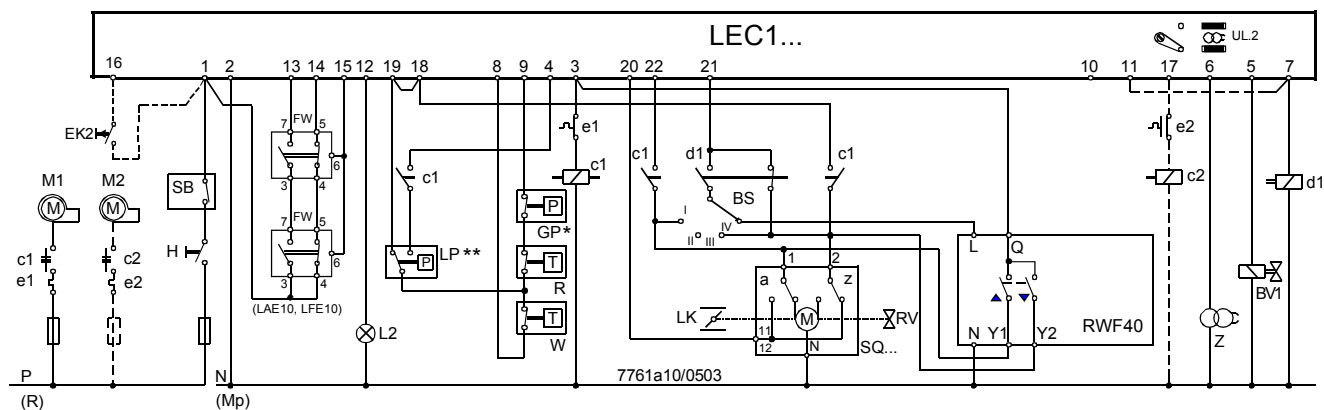 LEC1...
UL.2
16 1 2 13 14 15 12 19 18 8 9 4 3 20 22 21 10 11 17 6 5 7
EK2
7 FW 5
6
3 4
7 FW 5
6
3 4
(LAE10, LFE10)
e1
c1
c1
c1
d1
c1
e2
c2
d1
M1
M
M2
M
SB
H
c1
e1
c2
e2
L2
LP**
P
P
GP*
T
R
T
W
BS
I
II
III
IV
1 2
a z
LK
M
RV
11
12
N
SQ...
L Q
N Y1 Y2
RWF40
Z
BV1
P
(R)
N
(Mp)
7761a10/0503